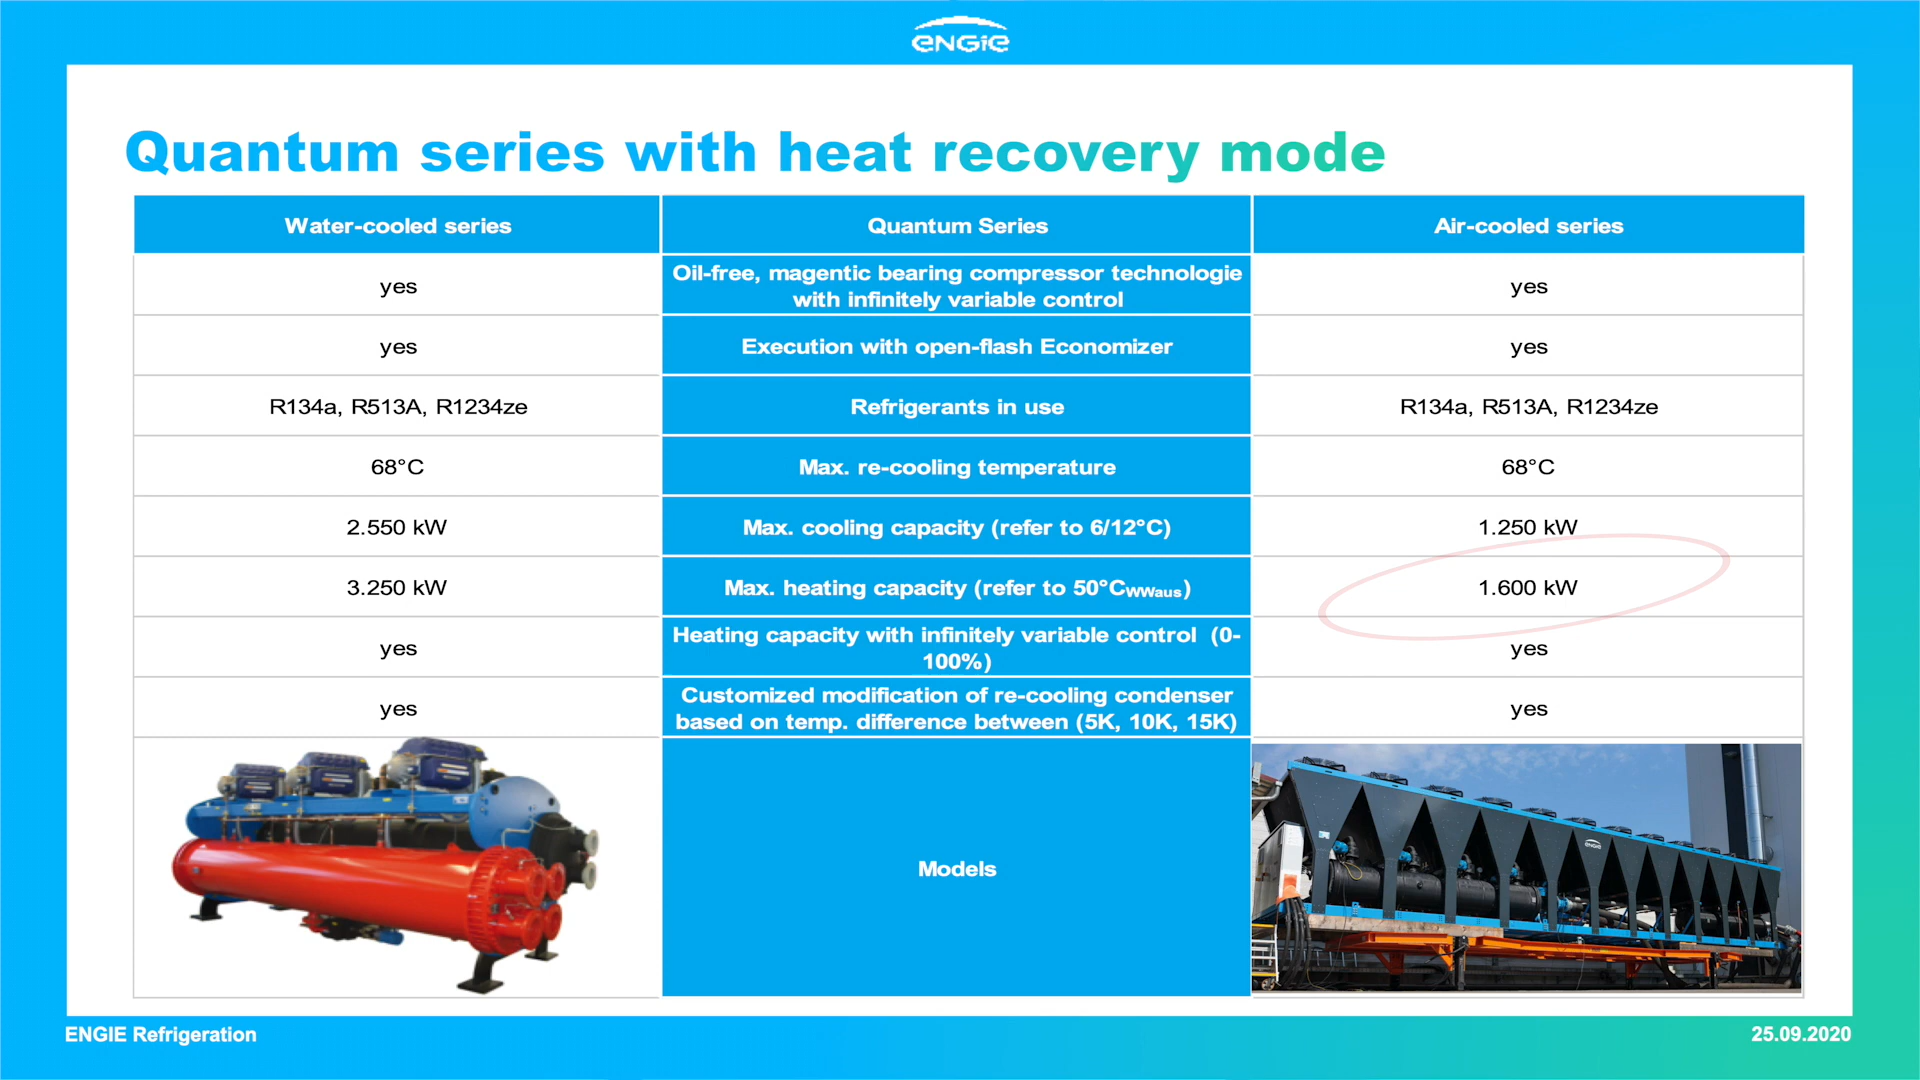 ENGIE
Quantum series with heat recovery mode
Water-cooled series
Quantum Series
Air-cooled series
yes
Oil-free, magentic bearing compressor technologie
with infinitely variable control
yes
yes
Execution with open-flash Economizer
yes
R134a, R513A, R1234ze
Refrigerants in use
R134a, R513A, R1234ze
68°C
Max. re-cooling temperature
68°C
2.550 kW
Max. cooling capacity (refer to 6/12°C)
1.250 kW
3.250 kW
Max. heating capacity (refer to 50°CWWaus)
1.600 kW
yes
Heating capacity with infinitely variable control (0-
100%)
yes
yes
Customized modification of re-cooling condenser
based on temp. difference between (5K, 10K, 15K)
yes
Models
ENGIE
ENGIE Refrigeration
25.09.2020